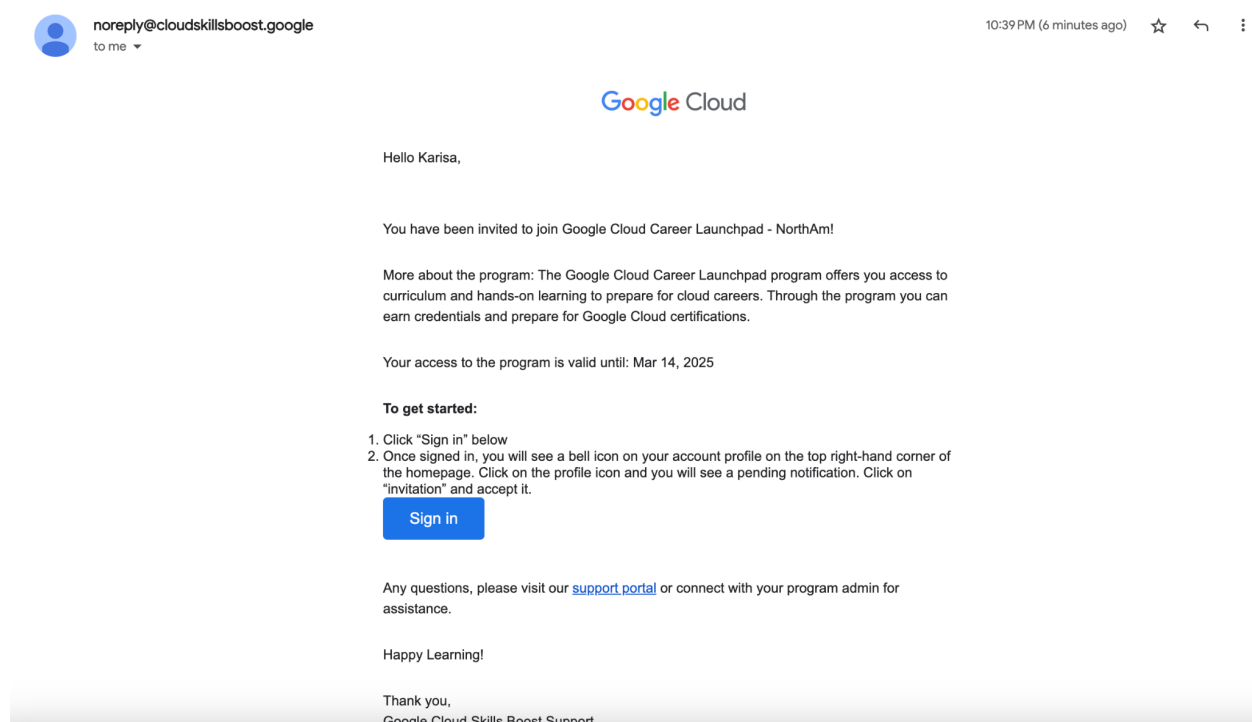 noreply@cloudskillsboost.google
10:39 PM (6 minutes ago)
to me
Google Cloud
Hello Karisa,
You have been invited to join Google Cloud Career Launchpad - NorthAm!
More about the program: The Google Cloud Career Launchpad program offers you access to
curriculum and hands-on learning to prepare for cloud careers. Through the program you can
earn credentials and prepare for Google Cloud certifications.
Your access to the program is valid until: Mar 14, 2025
To get started:
1. Click “Sign in” below
2. Once signed in, you will see a bell icon on your account profile on the top right-hand corner of
the homepage. Click on the profile icon and you will see a pending notification. Click on
“invitation” and accept it.
Sign in
Any questions, please visit our support portal or connect with your program admin for
assistance.
Happy Learning!
Thank you,
Google Cloud Skills Boost Support